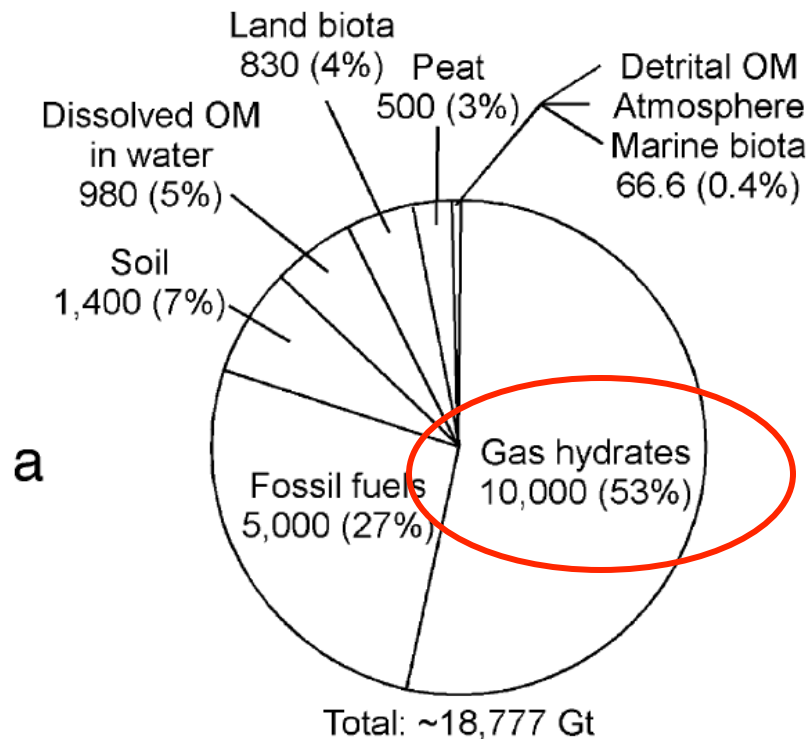 Land biota
830 (4%)
Peat
500 (3%)
Detrital OM
Atmosphere
Marine biota
66.6 (0.4%)
Dissolved OM
in water
980 (5%)
Soil
1,400 (7%)
a
Fossil fuels
5,000 (27%)
Gas hydrates
10,000 (53%)
Total: ~18,777 Gt